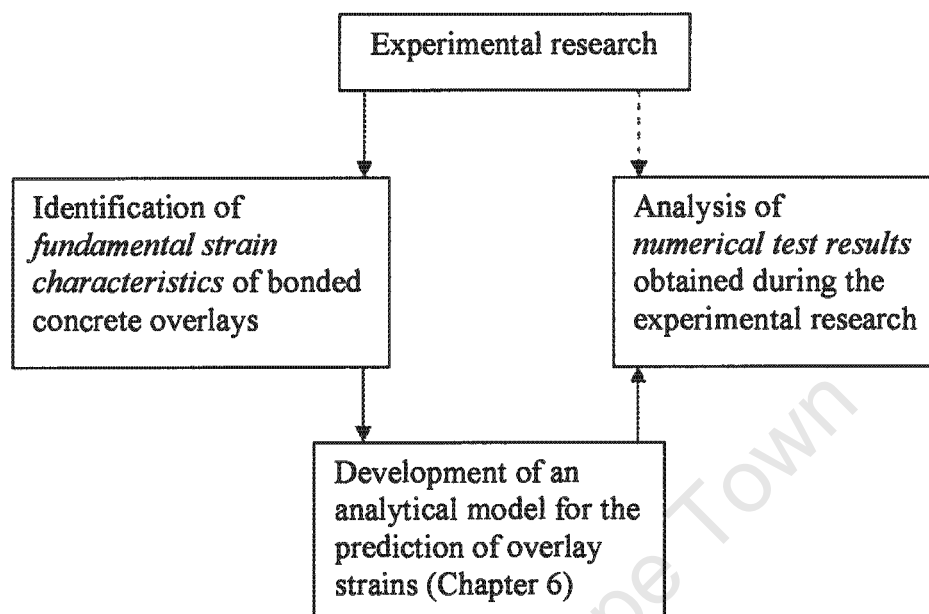 Experimental research
Identification of
fundamental strain
characteristics of bonded
concrete overlays
Analysis of
numerical test results
obtained during the
experimental research
Development of an
analytical model for the
prediction of overlay
strains (Chapter 6)
Town